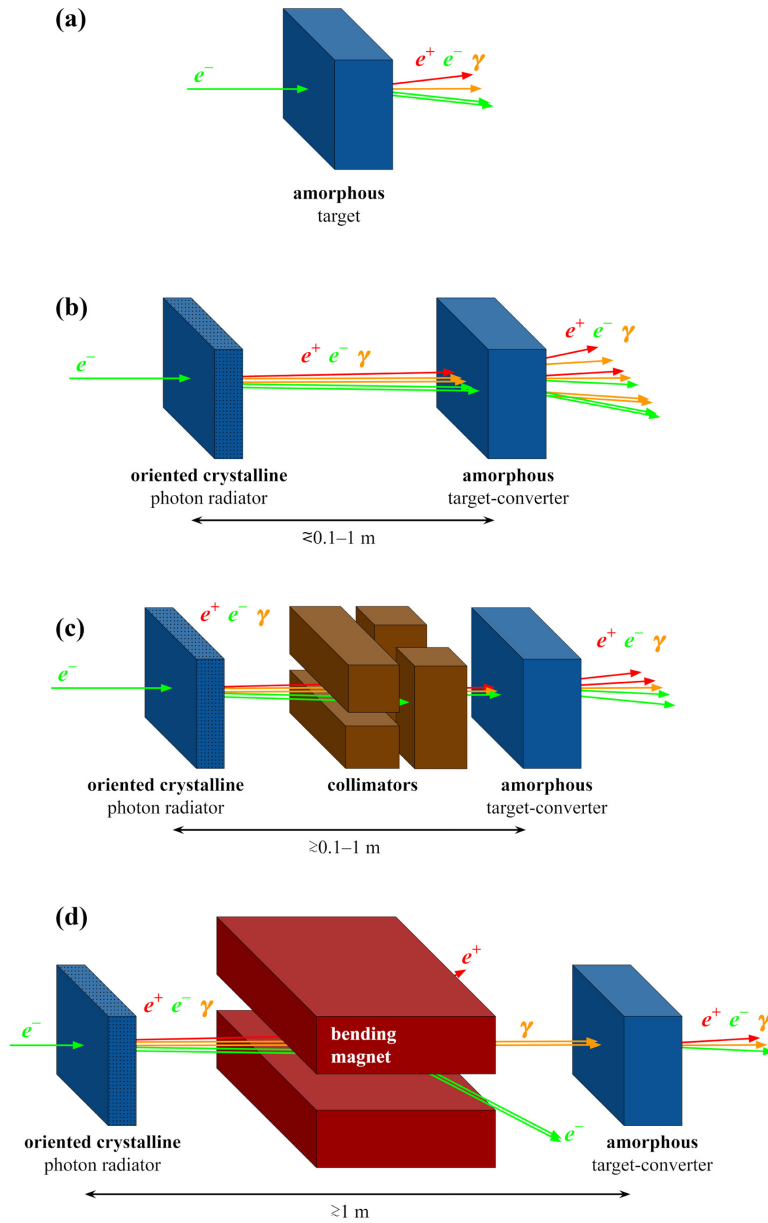 (a)
e⁺ e⁻ γ
e⁻
amorphous
target
(b)
e⁺ e⁻ γ
e⁺ e⁻ γ
e⁻
oriented crystalline
photon radiator
amorphous
target-converter
≂0.1–1 m
(c)
e⁺ e⁻ γ
e⁺ e⁻ γ
e⁻
oriented crystalline
photon radiator
collimators
amorphous
target-converter
≳0.1–1 m
(d)
e⁺
e⁺ e⁻ γ
e⁻
bending
magnet
γ
e⁺ e⁻ γ
e⁻
oriented crystalline
photon radiator
amorphous
target-converter
≳1 m